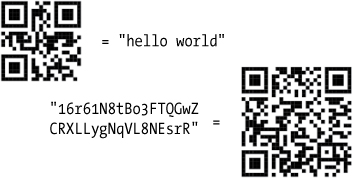 = "hello world"
"16r61N8tBo3FTQGwZ
CRXLLygNqVL8NEsrR" =